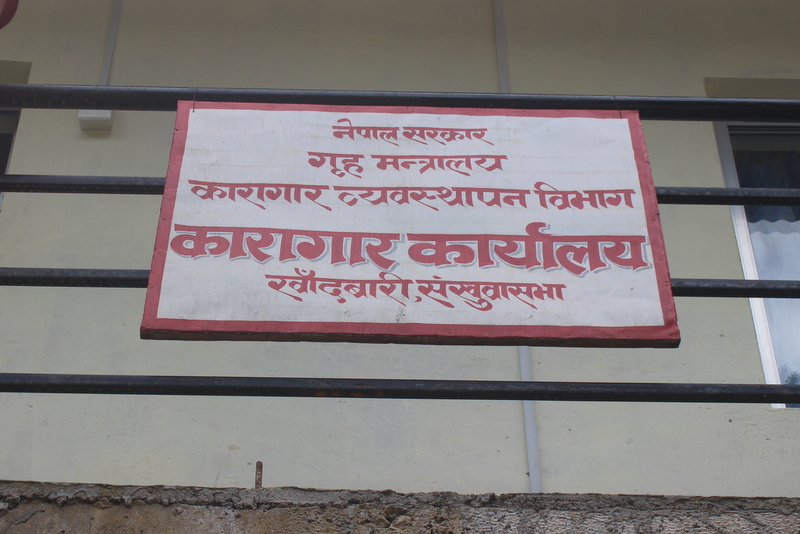 नेपाल सरकार
गृह मन्त्रालय
कारागार व्यवस्थापन विभाग
कारागार कार्यालय
खाँदबारी, संखुवासभा